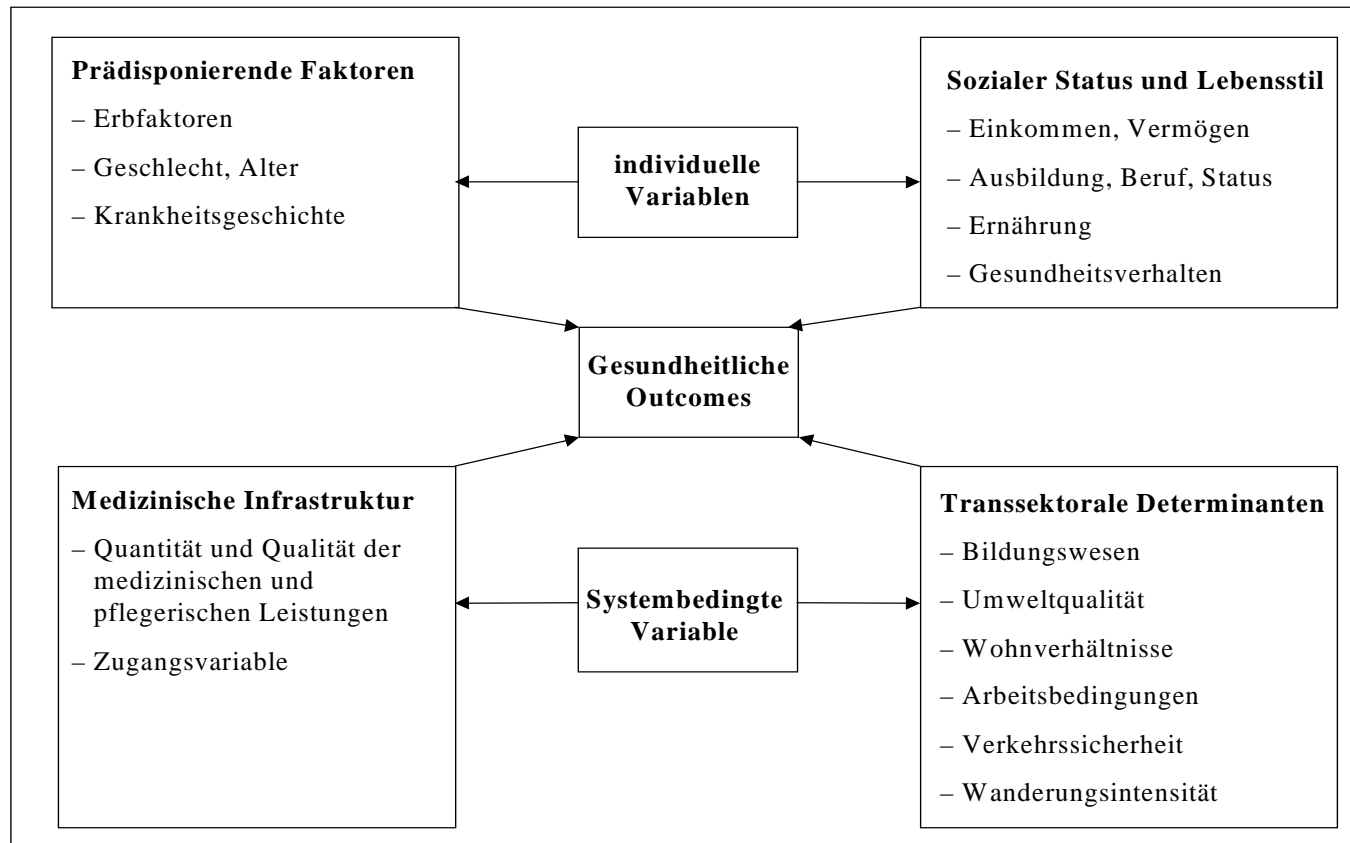 Prädisponierende Faktoren
– Erbfaktoren
– Geschlecht, Alter
– Krankheitsgeschichte
individuelle
Variablen
Sozialer Status und Lebensstil
– Einkommen, Vermögen
– Ausbildung, Beruf, Status
– Ernährung
– Gesundheitsverhalten
Gesundheitliche
Outcomes
Medizinische Infrastruktur
– Quantität und Qualität der
medizinischen und
pflegerischen Leistungen
– Zugangsvariable
Systembedingte
Variable
Transsektorale Determinanten
– Bildungswesen
– Umweltqualität
– Wohnverhältnisse
– Arbeitsbedingungen
– Verkehrssicherheit
– Wanderungsintensität